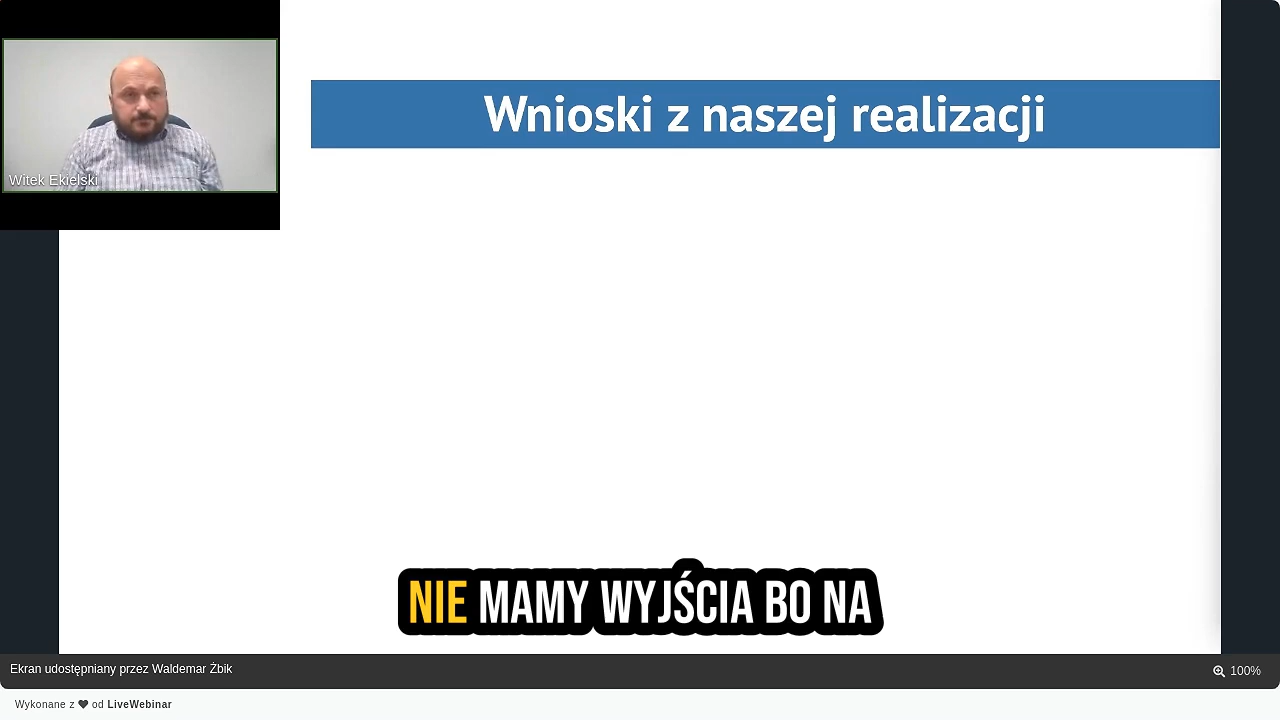 Wnioski z naszej realizacji
Witek Ekielski
NIE MAMY WYJŚCIA BO NA
Ekran udostępniany przez Waldemar Żbik
100%
Wykonane z ❤ od LiveWebinar